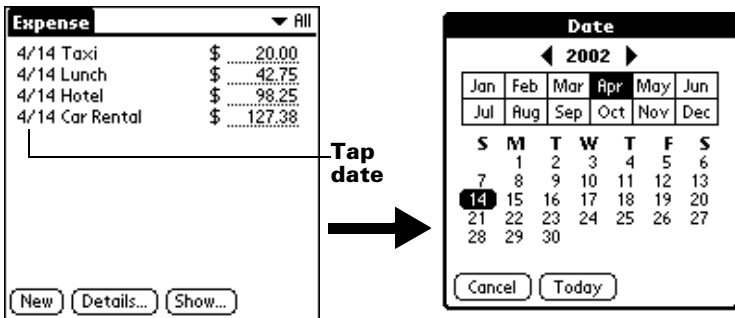 Expense All
4/14 Taxi $ 20.00
4/14 Lunch $ 42.75
4/14 Hotel $ 98.25
4/14 Car Rental $ 127.38
New Details... Show...
Tap
date
Date
2002
Jan Feb Mar Apr May Jun
Jul Aug Sep Oct Nov Dec
S M T W T F S
1 2 3 4 5 6
7 8 9 10 11 12 13
14 15 16 17 18 19 20
21 22 23 24 25 26 27
28 29 30
Cancel Today